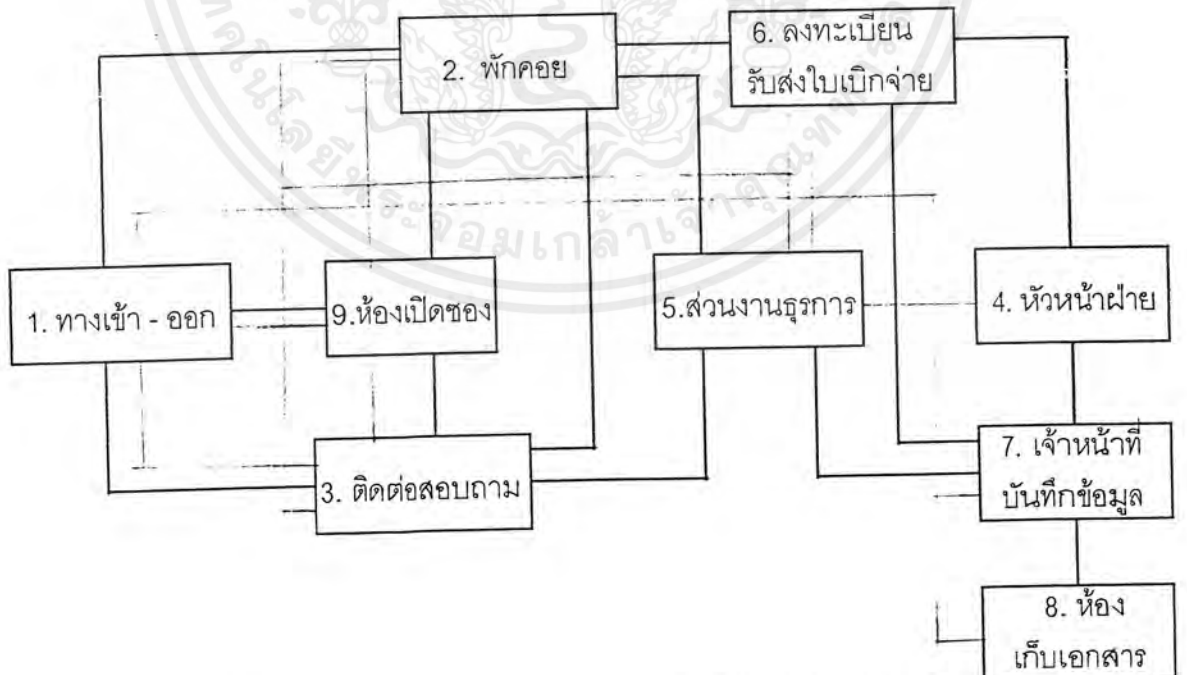 6. ลงทะเบียน
รับส่งใบเบิกจ่าย
2. พักคอย
1. ทางเข้า - ออก
9.ห้องเปิดซอง
5.ส่วนงานธุรการ
4. หัวหน้าฝ่าย
3. ติดต่อสอบถาม
7. เจ้าหน้าที่
บันทึกข้อมูล
8. ห้อง
เก็บเอกสาร